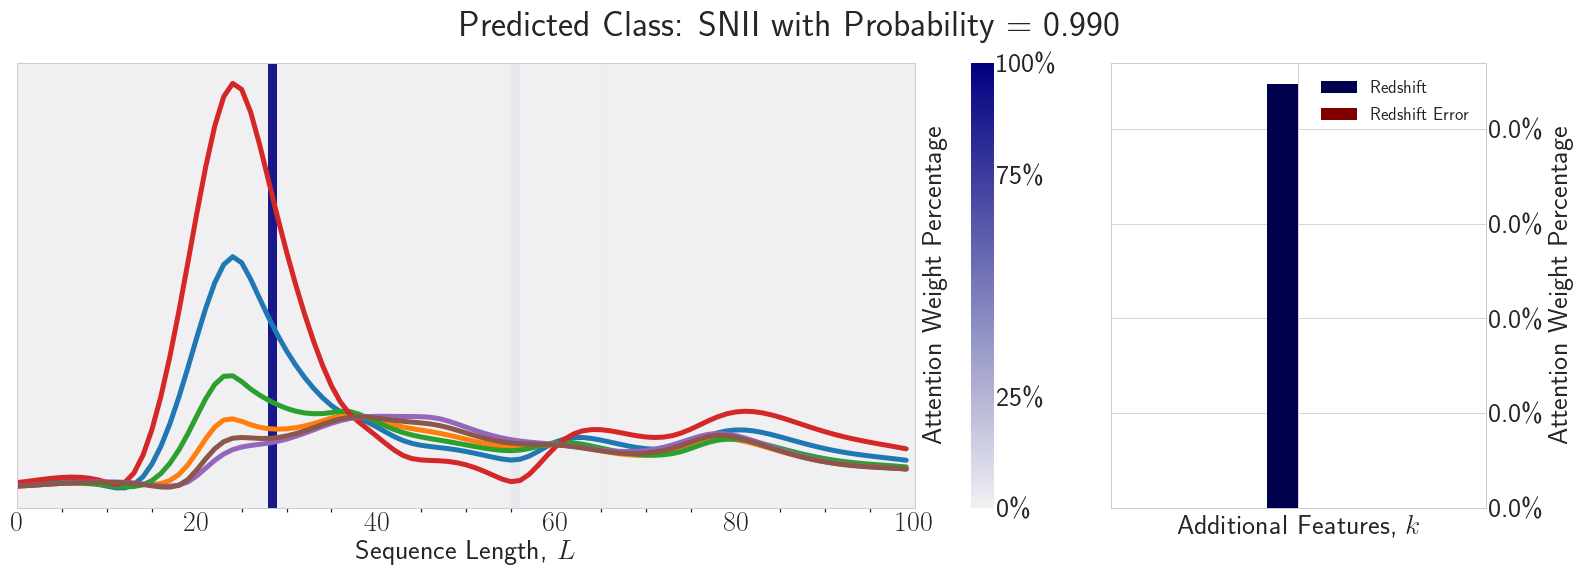 Predicted Class: SNII with Probability = 0.990
0
20
40
60
80
100
Sequence Length, L
Attention Weight Percentage
100%
75%
25%
0%
Redshift
Redshift Error
0.0%
0.0%
0.0%
0.0%
0.0%
Attention Weight Percentage
Additional Features, k